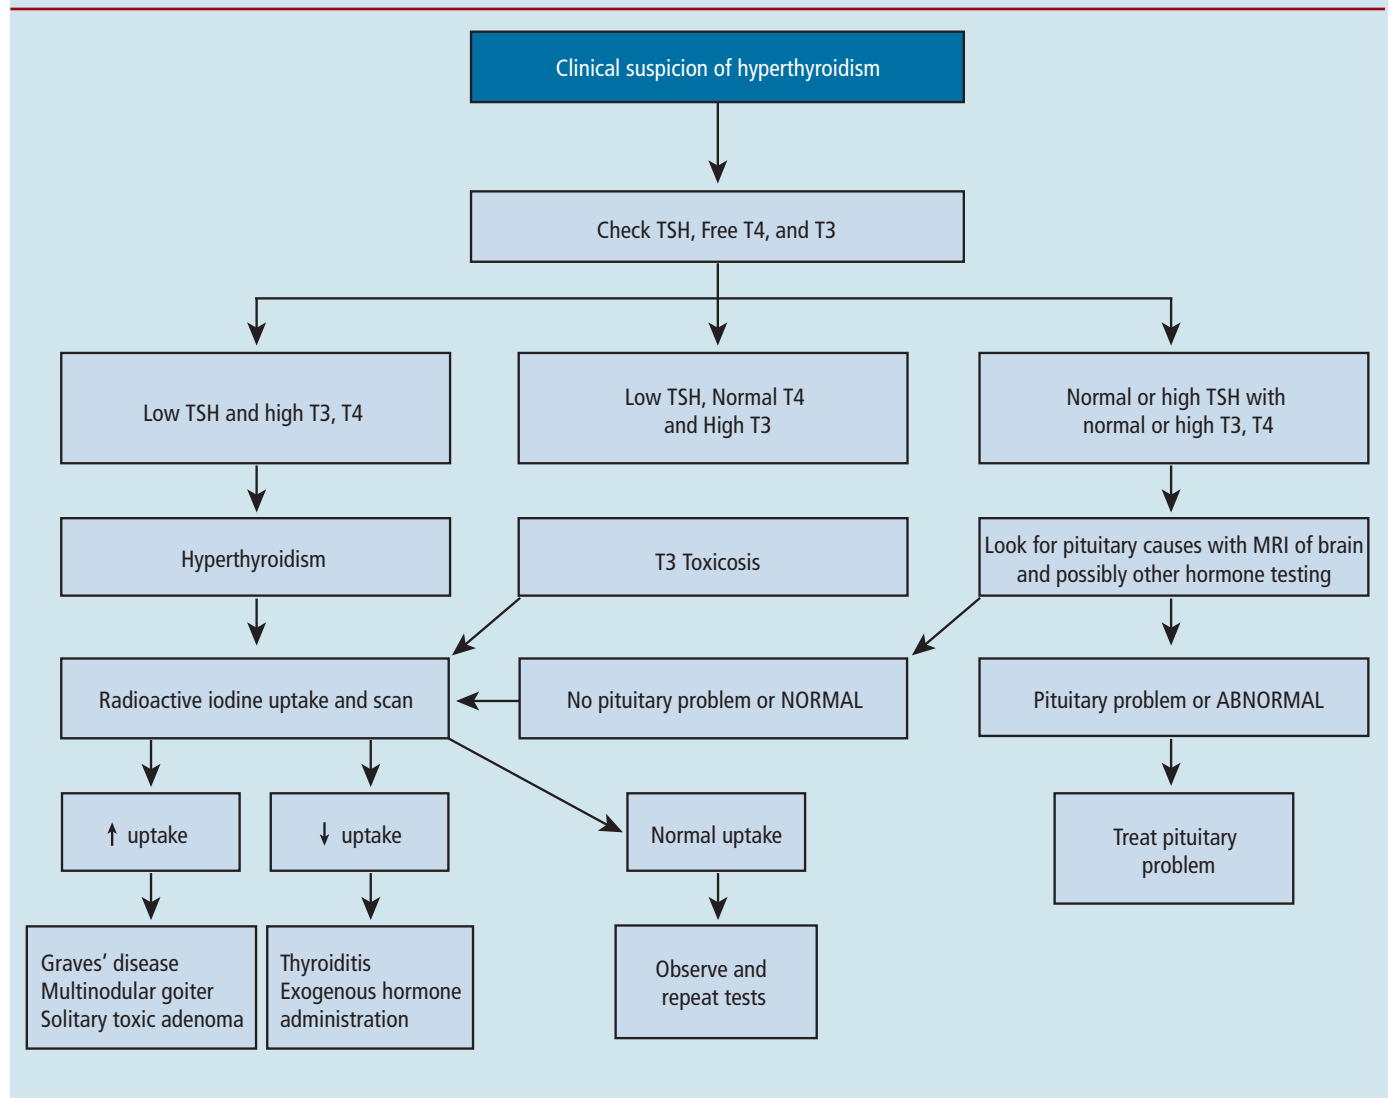 Clinical suspicion of hyperthyroidism
Check TSH, Free T4, and T3
Low TSH and high T3, T4
Low TSH, Normal T4
and High T3
Normal or high TSH with
normal or high T3, T4
Hyperthyroidism
T3 Toxicosis
Look for pituitary causes with MRI of brain
and possibly other hormone testing
Radioactive iodine uptake and scan
No pituitary problem or NORMAL
Pituitary problem or ABNORMAL
↑ uptake
↓ uptake
Normal uptake
Treat pituitary
problem
Graves’ disease
Multinodular goiter
Solitary toxic adenoma
Thyroiditis
Exogenous hormone
administration
Observe and
repeat tests